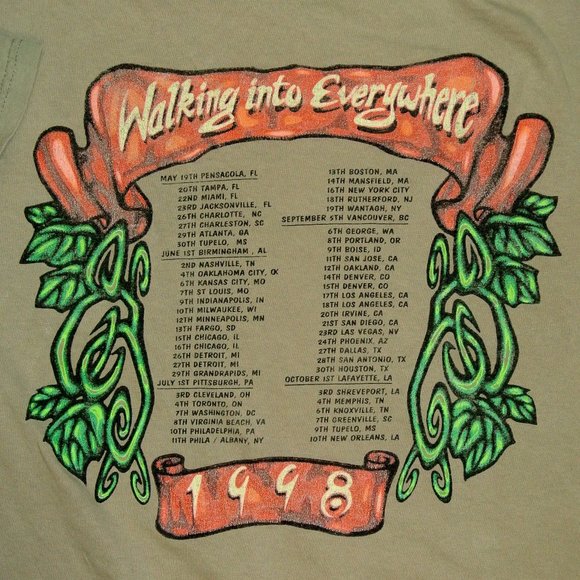 Walking into Everywhere
MAY 19TH PENSACOLA, FL
20TH TAMPA, FL
22ND MIAMI, FL
23RD JACKSONVILLE, FL
26TH CHARLOTTE, NC
27TH CHARLESTON, SC
29TH ATLANTA, GA
30TH TUPELO, MS
JUNE 1ST BIRMINGHAM, AL
2ND NASHVILLE, TN
4TH OKLAHOMA CITY, OK
6TH KANSAS CITY, MO
7TH ST LOUIS, MO
9TH INDIANAPOLIS, IN
10TH MILWAUKEE, WI
12TH MINNEAPOLIS, MN
13TH FARGO, SD
15TH CHICAGO, IL
16TH CHICAGO, IL
26TH DETROIT, MI
27TH DETROIT, MI
29TH GRANDRAPIDS, MI
JULY 1ST PITTSBURGH, PA
3RD CLEVELAND, OH
4TH TORONTO, ON
7TH WASHINGTON, DC
8TH VIRGINIA BEACH, VA
10TH PHILADELPHIA, PA
11TH PHILA / ALBANY, NY
13TH BOSTON, MA
14TH MANSFIELD, MA
16TH NEW YORK CITY
18TH RUTHERFORD, NJ
19TH WANTAGH, NY
SEPTEMBER 5TH VANCOUVER, BC
6TH GEORGE, WA
8TH PORTLAND, OR
9TH BOISE, ID
11TH SAN JOSE, CA
12TH OAKLAND, CA
14TH DENVER, CO
15TH DENVER, CO
17TH LOS ANGELES, CA
18TH LOS ANGELES, CA
20TH IRVINE, CA
21ST SAN DIEGO, CA
23RD LAS VEGAS, NV
24TH PHOENIX, AZ
27TH DALLAS, TX
28TH SAN ANTONIO, TX
30TH HOUSTON, TX
OCTOBER 1ST LAFAYETTE, LA
3RD SHREVEPORT, LA
4TH MEMPHIS, TN
6TH KNOXVILLE, TN
7TH GREENVILLE, SC
9TH TUPELO, MS
10TH NEW ORLEANS, LA
1998